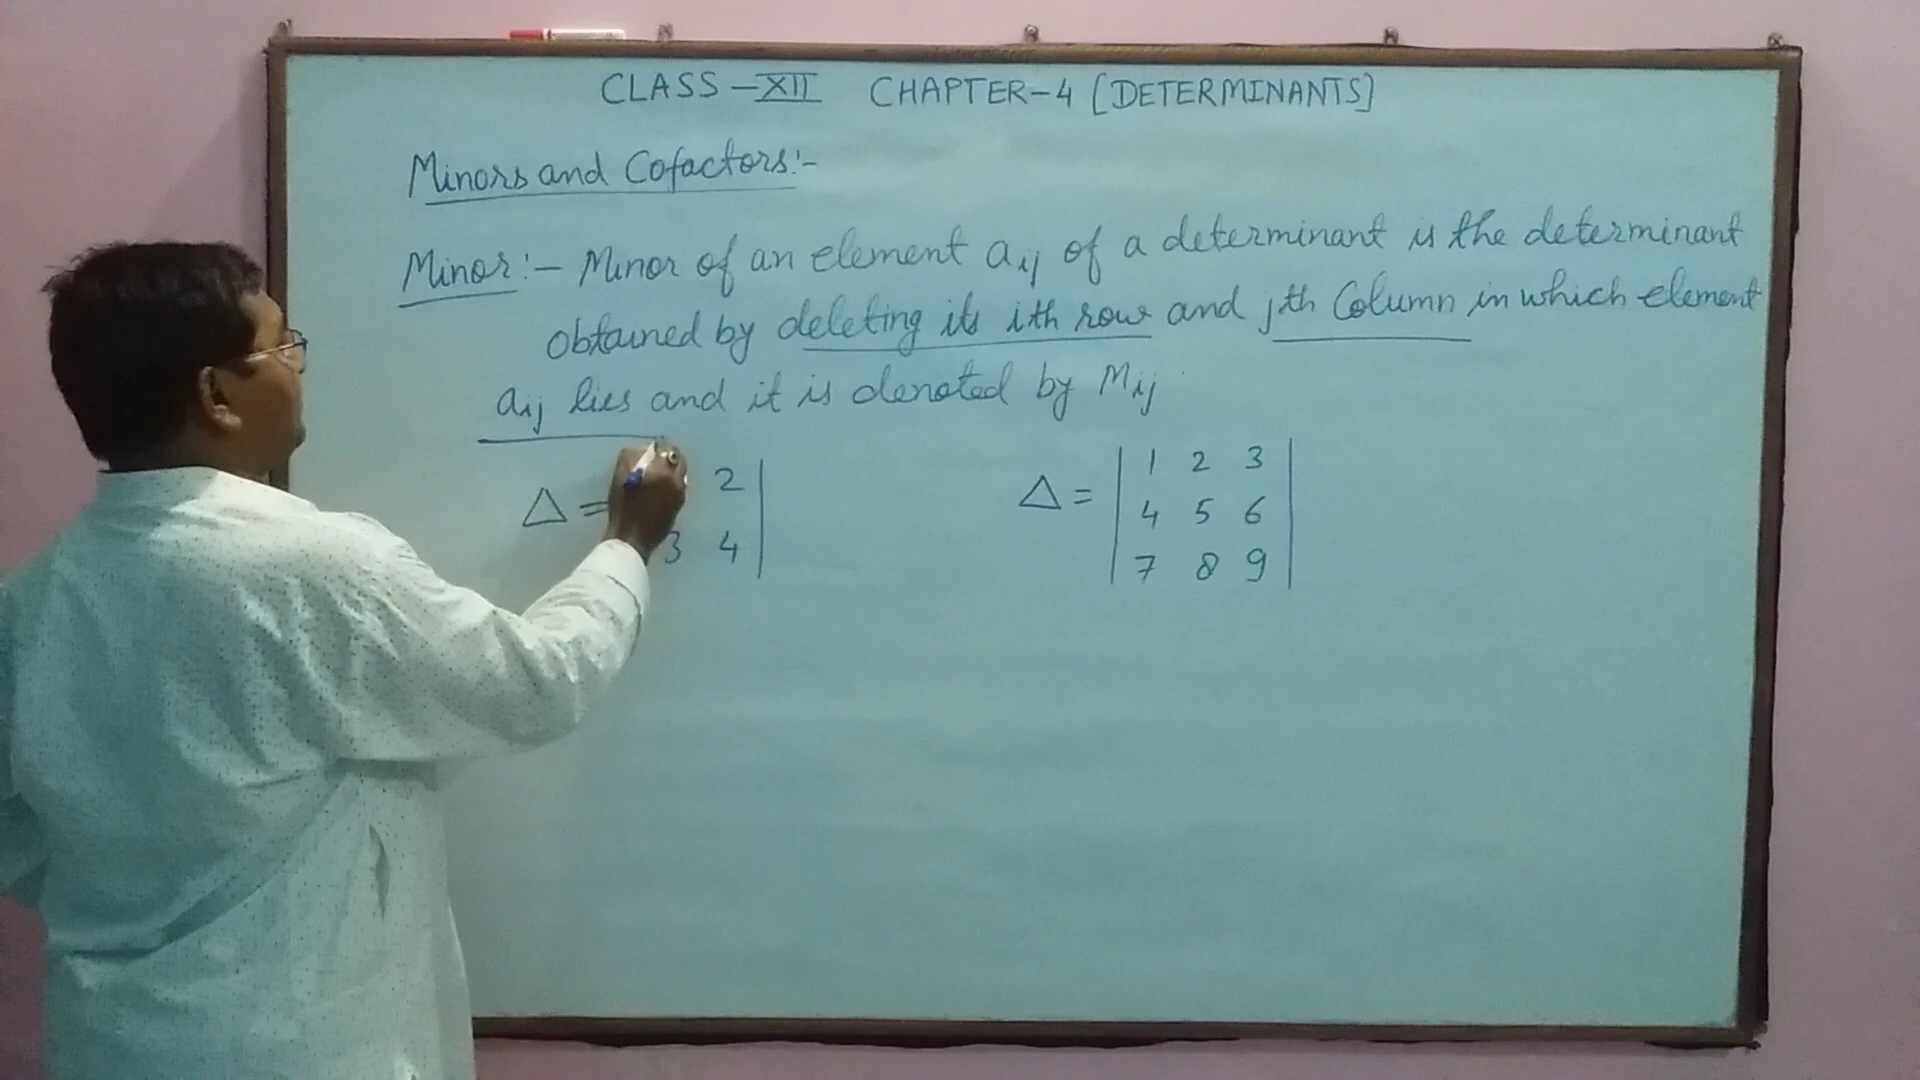 CLASS - XII CHAPTER-4 [DETERMINANTS]
Minors and Cofactors:-
Minor:- Minor of an element aij of a determinant is the determinant
obtained by deleting its ith row and jth Column in which element
aij lies and it is denoted by Mij
Δ = 2
3 4
Δ = | 1 2 3 |
| 4 5 6 |
| 7 8 9 |